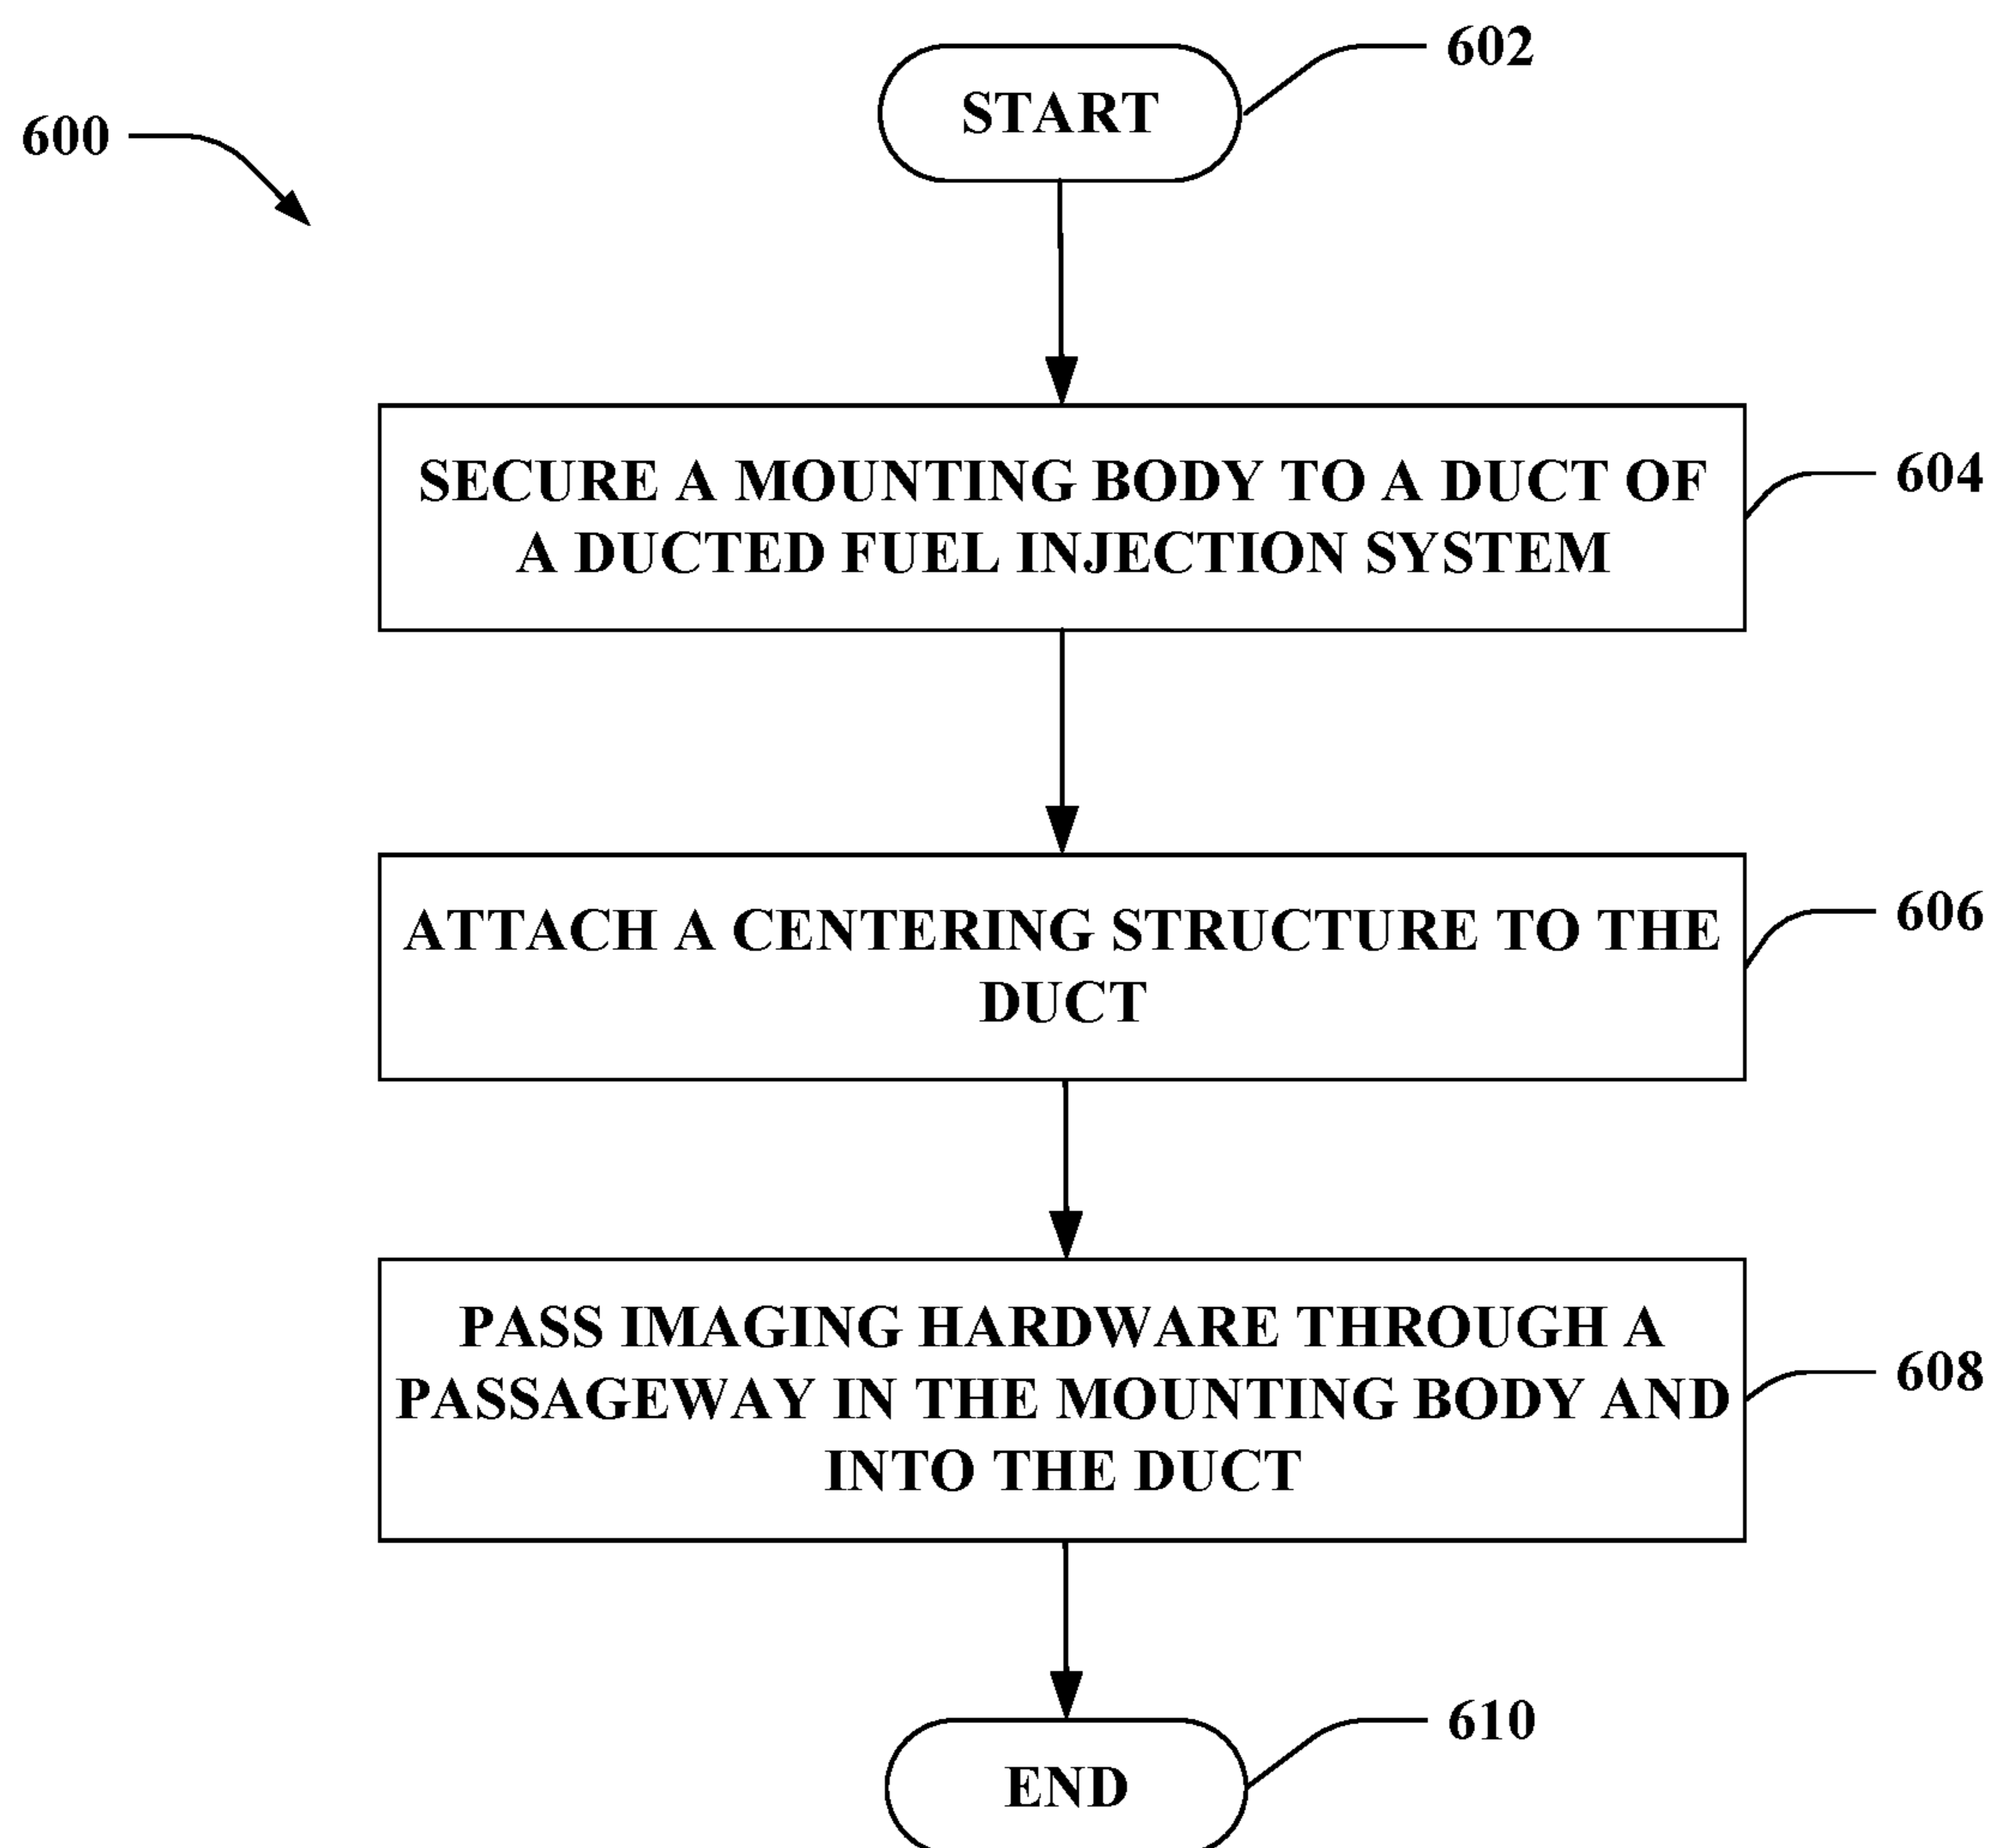 602
START
600
SECURE A MOUNTING BODY TO A DUCT OF
A DUCTED FUEL INJECTION SYSTEM
604
ATTACH A CENTERING STRUCTURE TO THE
DUCT
606
PASS IMAGING HARDWARE THROUGH A
PASSAGEWAY IN THE MOUNTING BODY AND
INTO THE DUCT
608
610
END